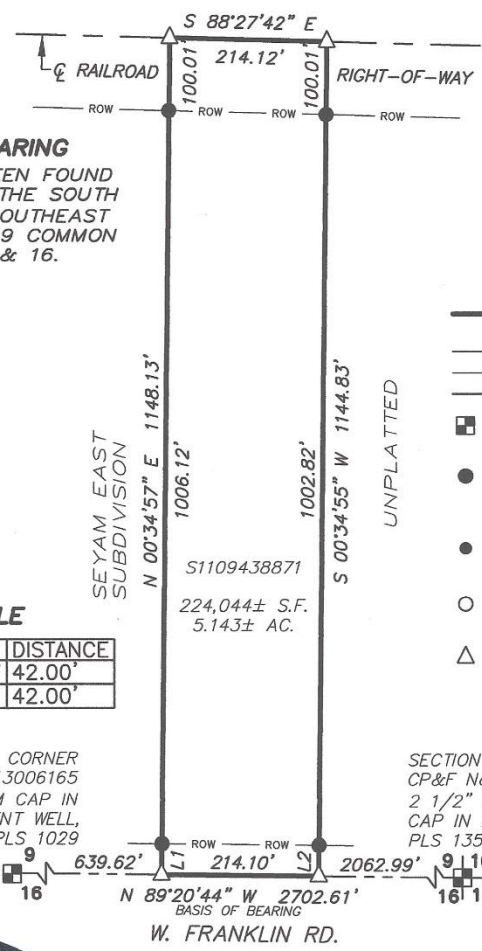 S 88°27'42" E
214.12'
℄ RAILROAD
RIGHT-OF-WAY
100.01'
100.01'
ROW
ROW
ROW
ROW
ARING
EEN FOUND
THE SOUTH
OUTHEAST
9 COMMON
& 16.
SEYAM EAST
SUBDIVISION
N 00°34'57" E 1148.13'
1006.12'
1002.82'
S 00°34'55" W 1144.83'
UNPLATTED
S1109438871
224,044± S.F.
5.143± AC.
LE
DISTANCE
42.00'
42.00'
CORNER
3006165
M CAP IN
ENT WELL,
PLS 1029
SECTION
CP&F No
2 1/2"
CAP IN
PLS 135
ROW
ROW
9
16
639.62'
L1
214.10'
L2
2062.99'
9
16
N 89°20'44" W 2702.61'
BASIS OF BEARING
W. FRANKLIN RD.